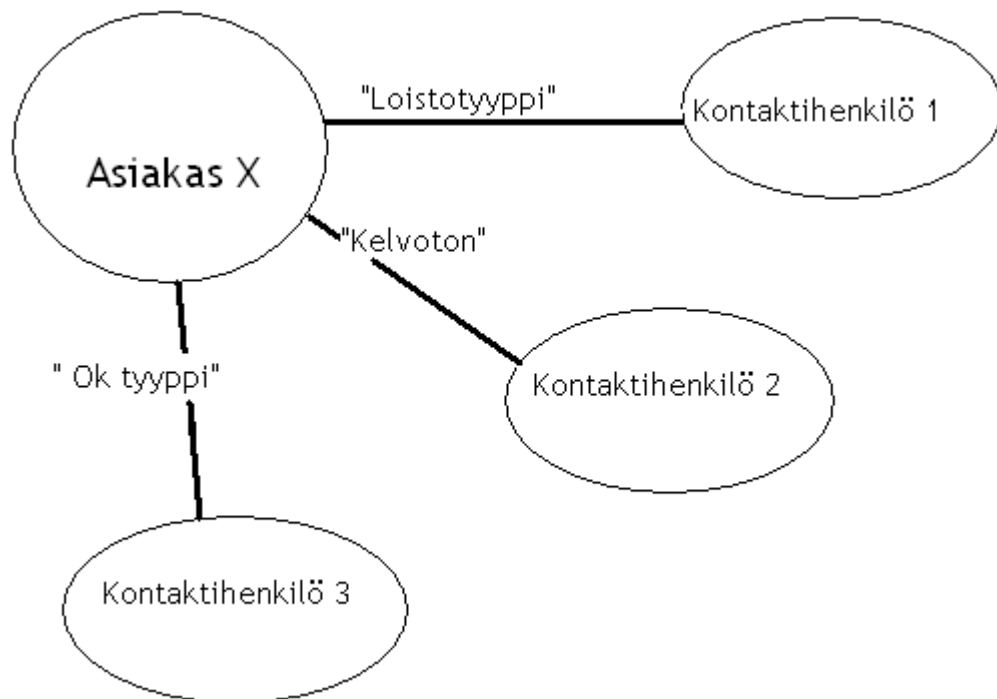 "Loistotyyppi"
Kontaktihenkilö 1
Asiakas X
"Kelvoton"
" Ok tyyppi"
Kontaktihenkilö 2
Kontaktihenkilö 3